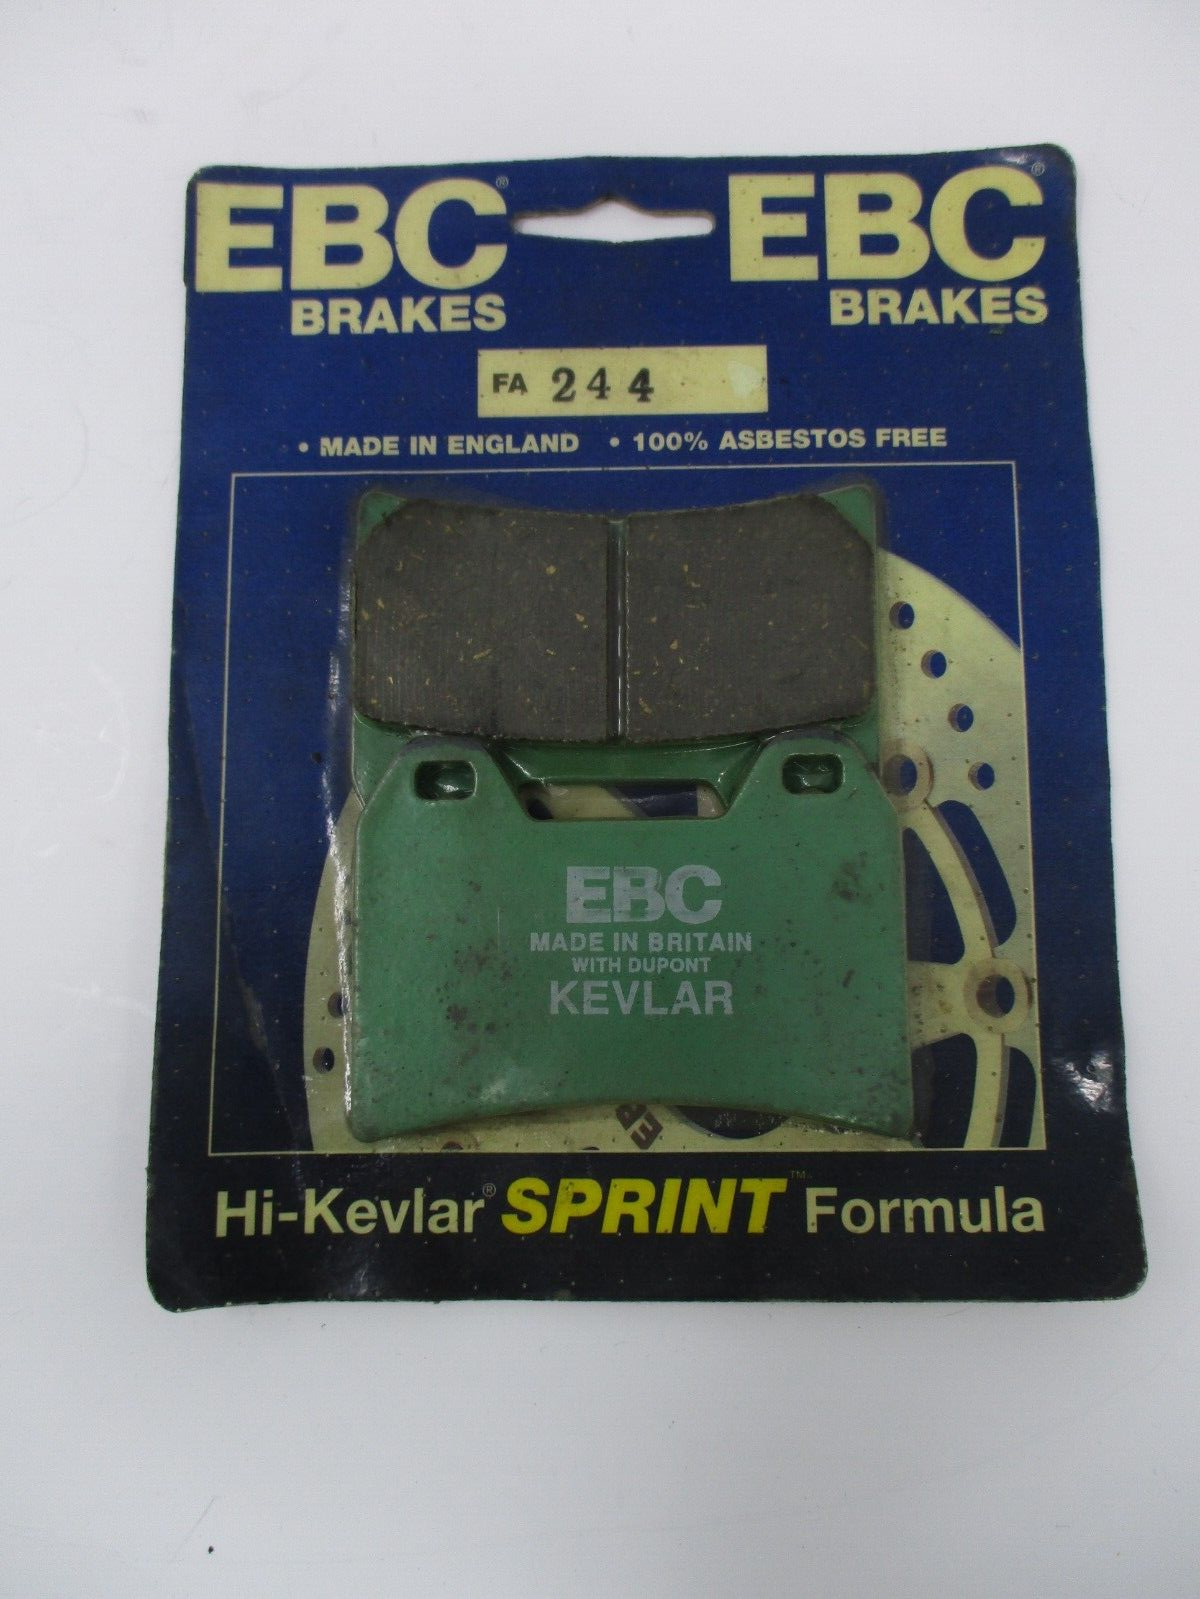 EBC® EBC®
BRAKES BRAKES
FA 244
• MADE IN ENGLAND • 100% ASBESTOS FREE
EBC
MADE IN BRITAIN
WITH DUPONT
KEVLAR
Hi-Kevlar® SPRINT™ Formula